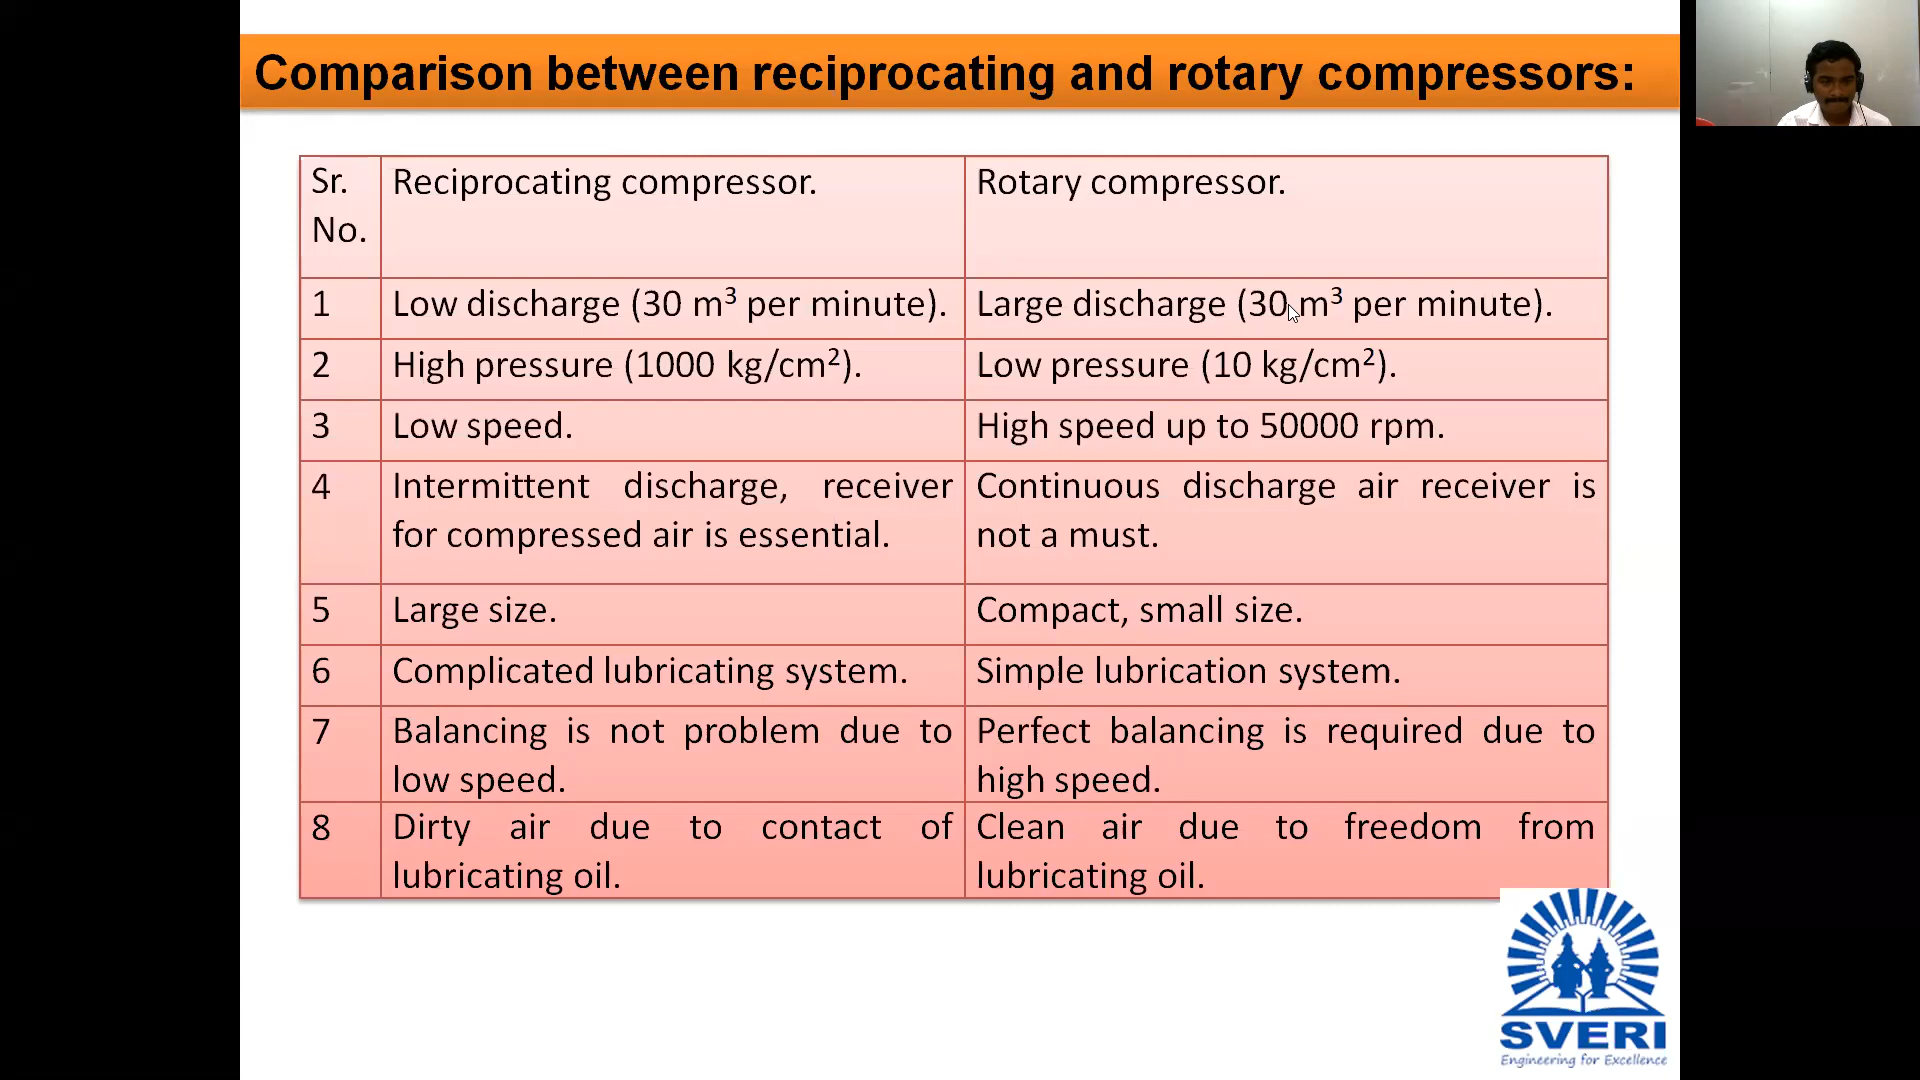 Comparison between reciprocating and rotary compressors:
Sr. No.
Reciprocating compressor.
Rotary compressor.
1
Low discharge (30 m³ per minute).
Large discharge (30 m³ per minute).
2
High pressure (1000 kg/cm²).
Low pressure (10 kg/cm²).
3
Low speed.
High speed up to 50000 rpm.
4
Intermittent discharge, receiver
for compressed air is essential.
Continuous discharge air receiver is
not a must.
5
Large size.
Compact, small size.
6
Complicated lubricating system.
Simple lubrication system.
7
Balancing is not problem due to
low speed.
Perfect balancing is required due to
high speed.
8
Dirty air due to contact of
lubricating oil.
Clean air due to freedom from
lubricating oil.
SVERI
Engineering for Excellence